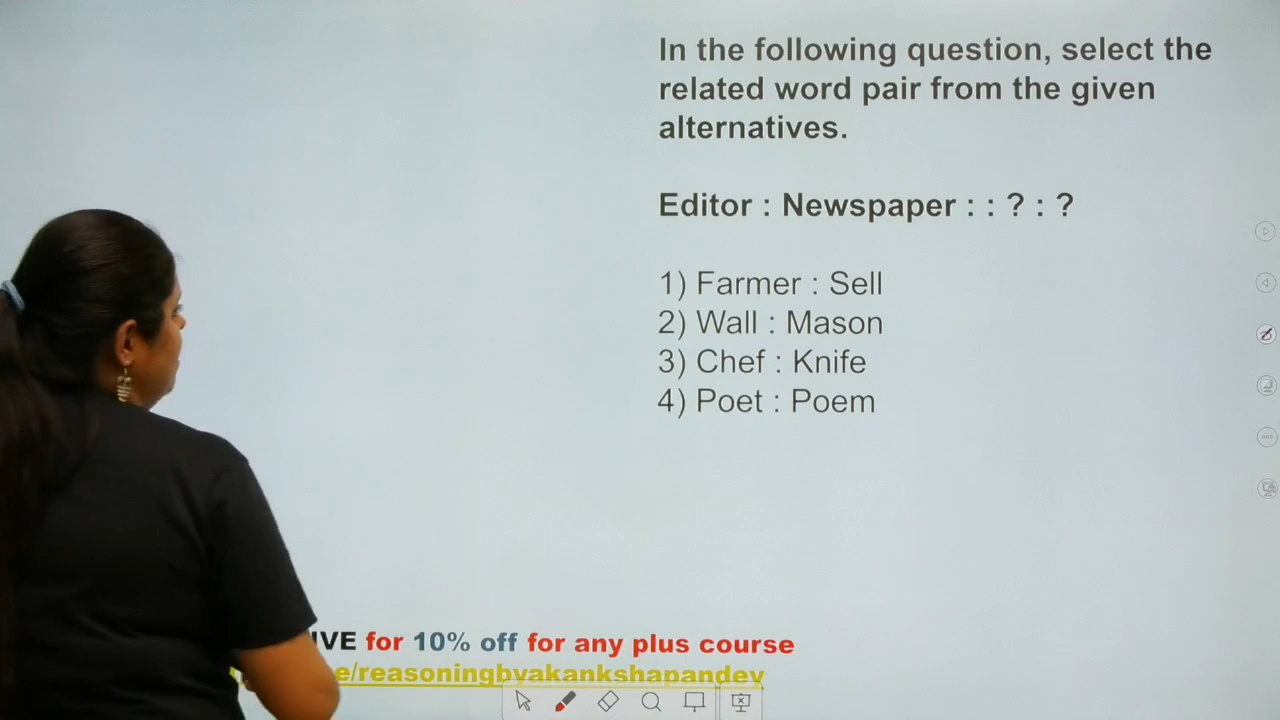 In the following question, select the
related word pair from the given
alternatives.
Editor : Newspaper : : ? : ?
1) Farmer : Sell
2) Wall : Mason
3) Chef : Knife
4) Poet : Poem
for 10% off for any plus course
e/reasoningbyakankshapandey